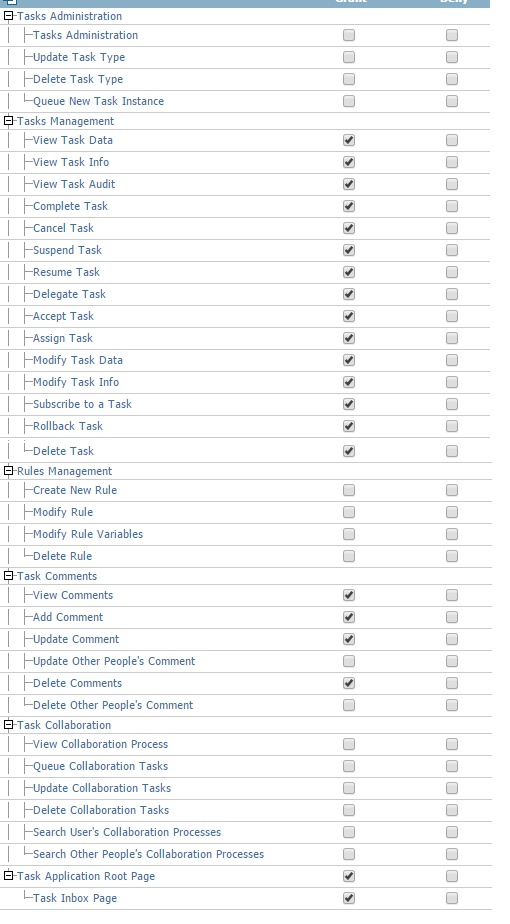 Tasks Administration
Tasks Administration
Update Task Type
Delete Task Type
Queue New Task Instance
Tasks Management
View Task Data
View Task Info
View Task Audit
Complete Task
Cancel Task
Suspend Task
Resume Task
Delegate Task
Accept Task
Assign Task
Modify Task Data
Modify Task Info
Subscribe to a Task
Rollback Task
Delete Task
Rules Management
Create New Rule
Modify Rule
Modify Rule Variables
Delete Rule
Task Comments
View Comments
Add Comment
Update Comment
Update Other People's Comment
Delete Comments
Delete Other People's Comment
Task Collaboration
View Collaboration Process
Queue Collaboration Tasks
Update Collaboration Tasks
Delete Collaboration Tasks
Search User's Collaboration Processes
Search Other People's Collaboration Processes
Task Application Root Page
Task Inbox Page